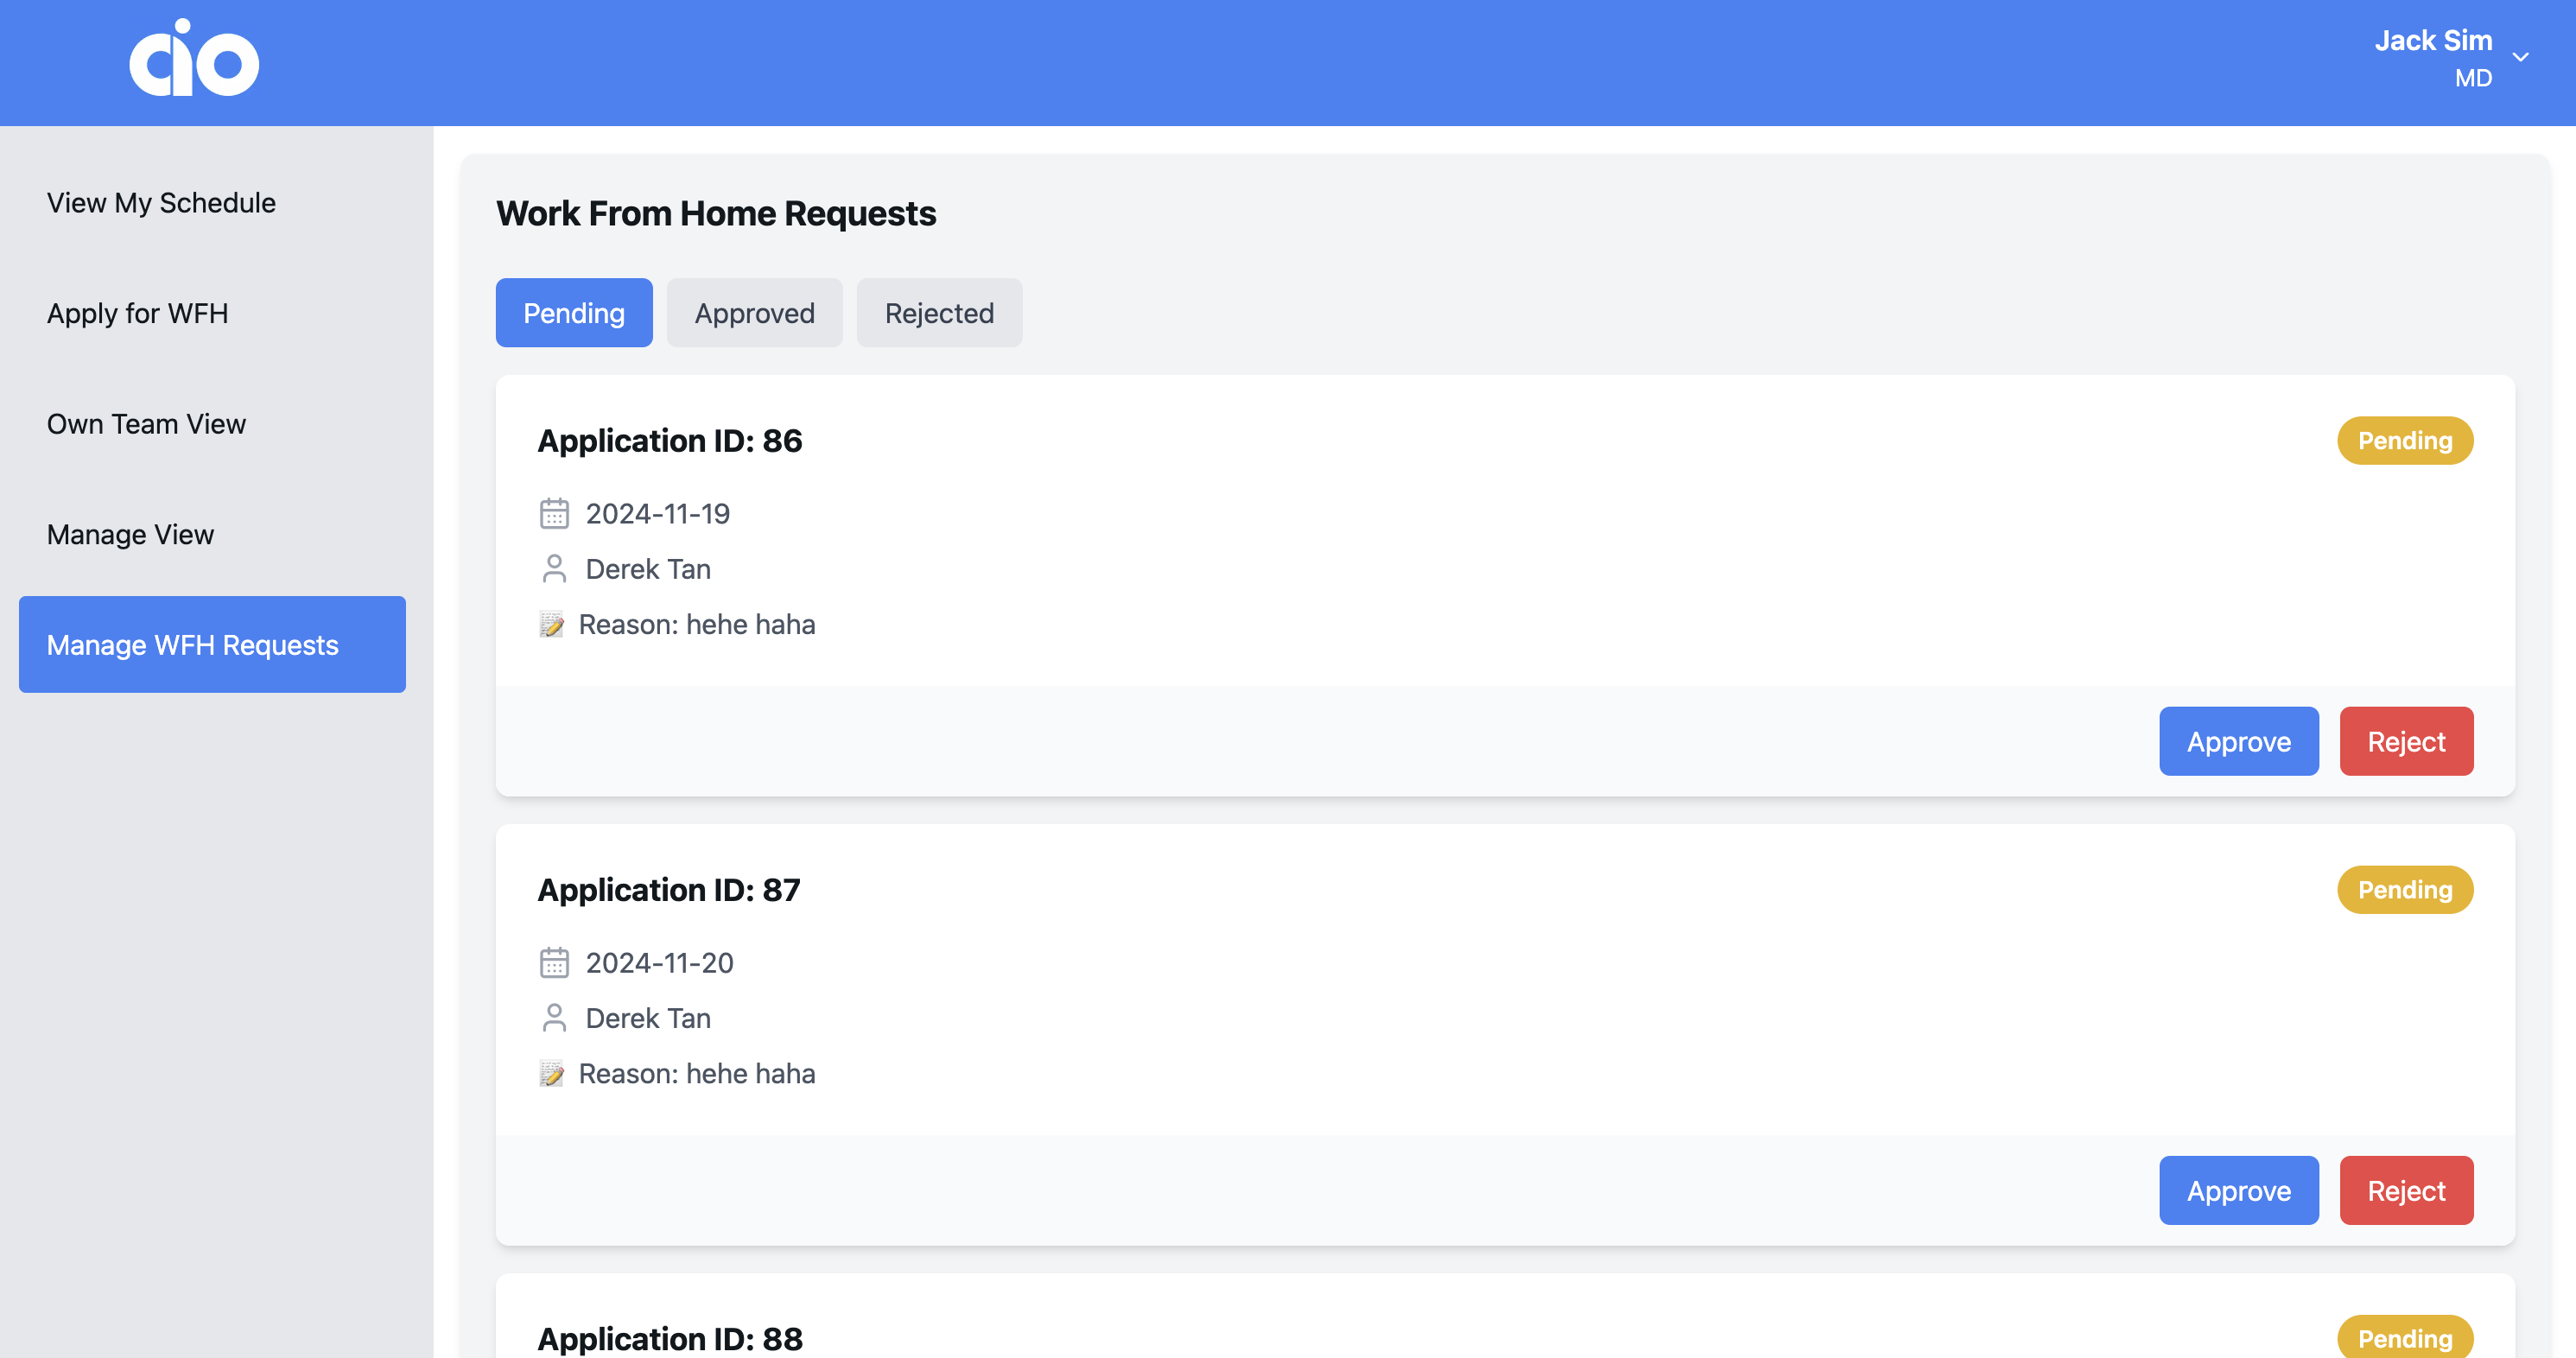 aio
Jack Sim
MD
View My Schedule
Apply for WFH
Own Team View
Manage View
Manage WFH Requests
Work From Home Requests
Pending
Approved
Rejected
Application ID: 86
Pending
2024-11-19
Derek Tan
Reason: hehe haha
Approve
Reject
Application ID: 87
Pending
2024-11-20
Derek Tan
Reason: hehe haha
Approve
Reject
Application ID: 88
Pending